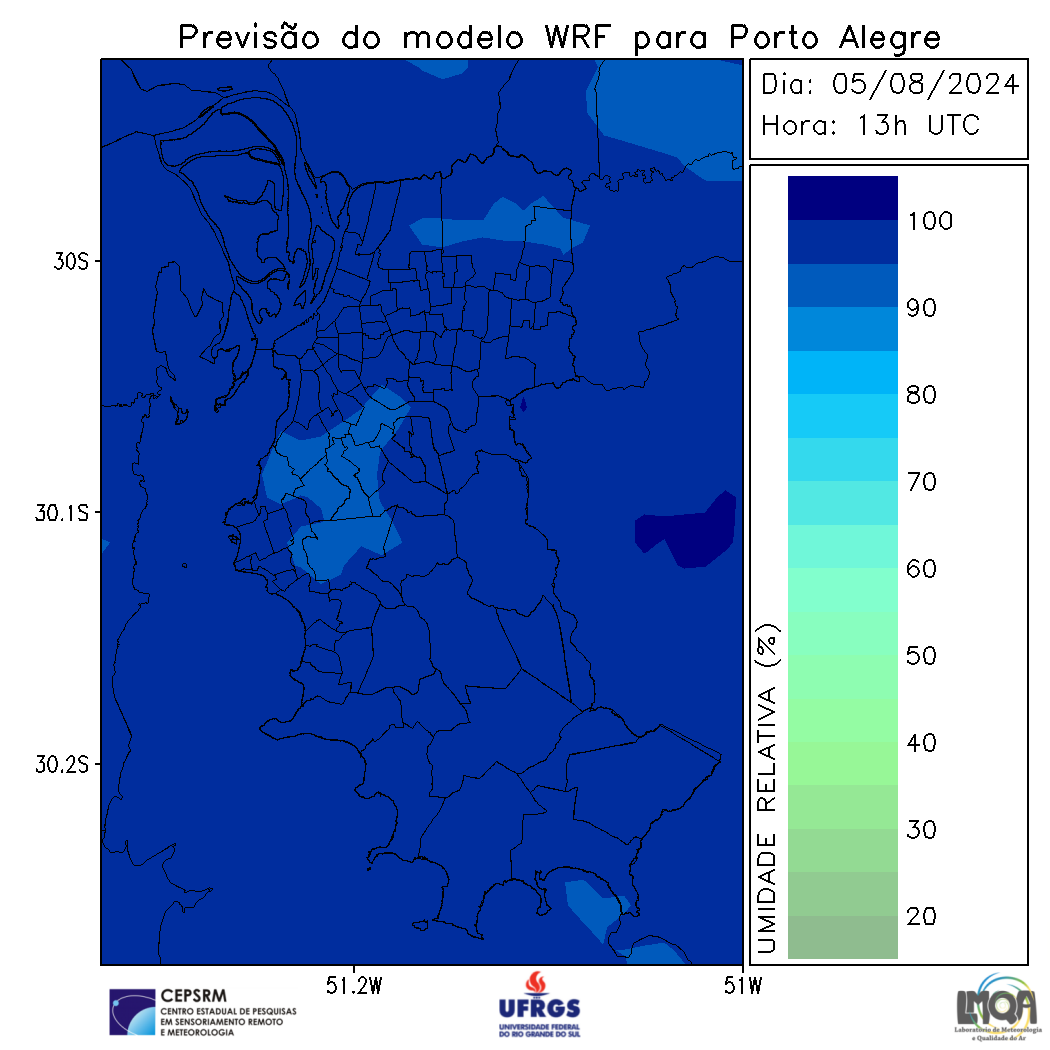 Previsão do modelo WRF para Porto Alegre
Dia: 05/08/2024
Hora: 13h UTC
30S
30.1S
30.2S
51.2W
51W
100
90
80
70
60
50
40
30
20
UMIDADE RELATIVA (%)
CEPSRM
CENTRO ESTADUAL DE PESQUISAS
EM SENSORIAMENTO REMOTO
E METEOROLOGIA
UFRGS
UNIVERSIDADE FEDERAL
DO RIO GRANDE DO SUL
LMQA
Laboratório de Meteorologia
e Qualidade do Ar